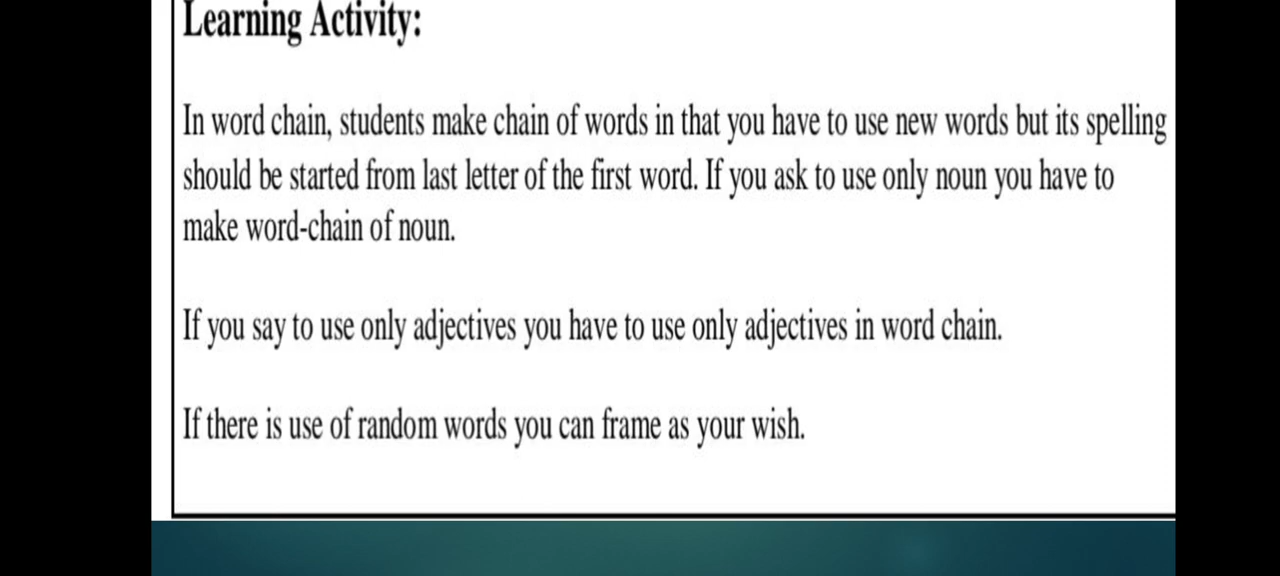 Learning Activity:
In word chain, students make chain of words in that you have to use new words but its spelling
should be started from last letter of the first word. If you ask to use only noun you have to
make word-chain of noun.
If you say to use only adjectives you have to use only adjectives in word chain.
If there is use of random words you can frame as your wish.